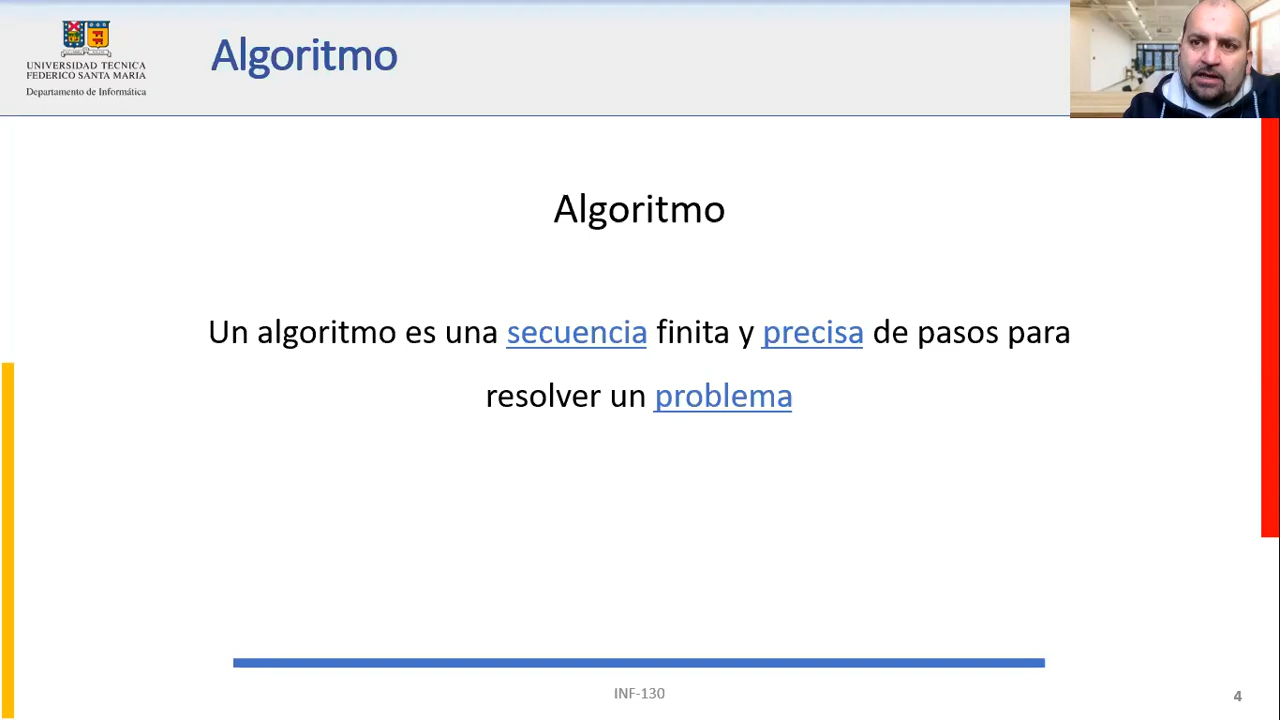 UNIVERSIDAD TECNICA
FEDERICO SANTA MARIA
Departamento de Informática
Algoritmo
Algoritmo
Un algoritmo es una secuencia finita y precisa de pasos para
resolver un problema
INF-130
4